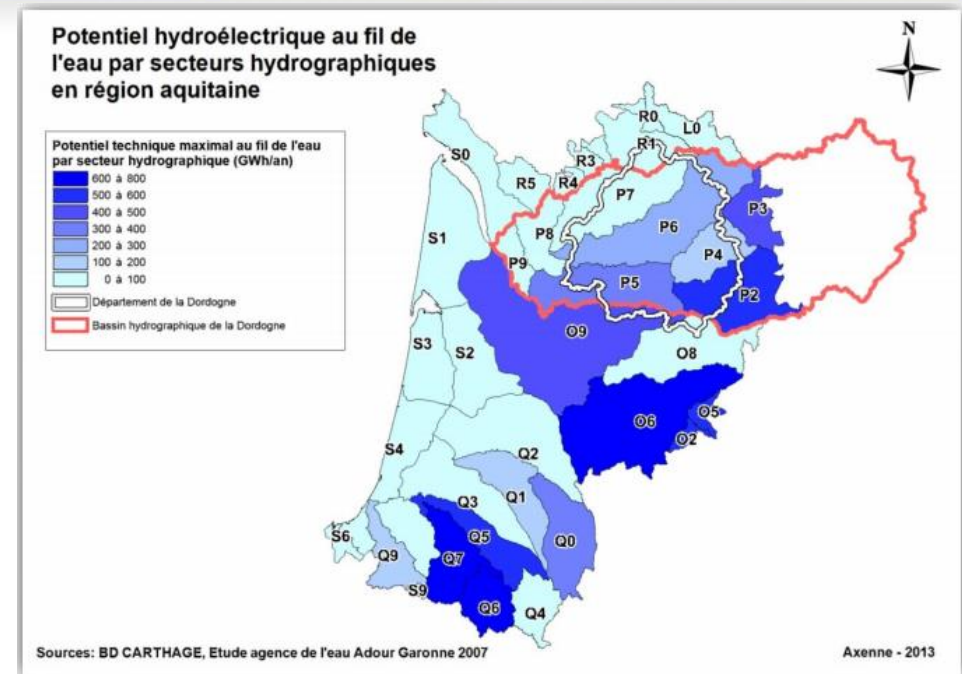 Potentiel hydroélectrique au fil de
l'eau par secteurs hydrographiques
en région aquitaine
N
Potentiel technique maximal au fil de l'eau
par secteur hydrographique (GWh/an)
600 à 800
500 à 600
400 à 500
300 à 400
200 à 300
100 à 200
0 à 100
Département de la Dordogne
Bassin hydrographique de la Dordogne
R0
L0
R1
S0
R3
R5
R4
P7
P3
P6
S1
P8
P4
P9
P5
P2
O9
S3
S2
O8
O6
O5
O2
S4
Q2
Q1
Q3
S6
Q5
Q0
Q9
Q7
S9
Q6
Q4
Sources: BD CARTHAGE, Etude agence de l'eau Adour Garonne 2007
Axenne - 2013